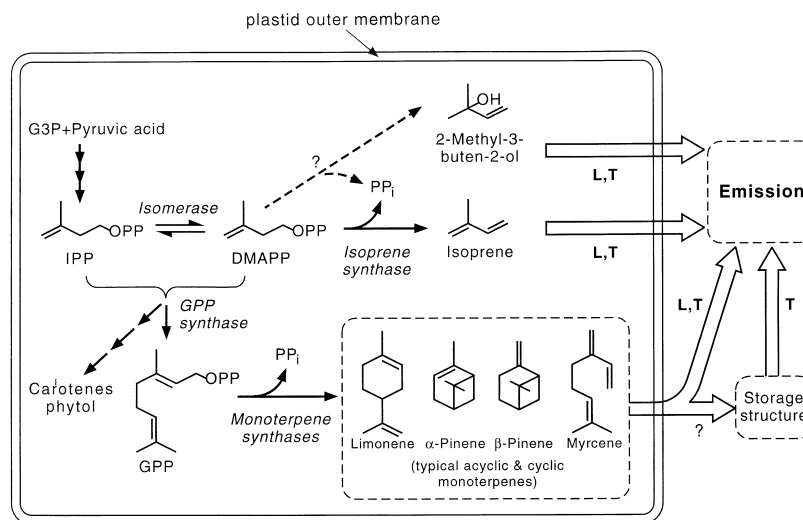 plastid outer membrane
G3P+Pyruvic acid
OH
2-Methyl-3-
buten-2-ol
L,T
Emission
?
PPi
Isomerase
OPP
IPP
OPP
DMAPP
Isoprene
synthase
Isoprene
L,T
GPP
synthase
Carotenes
phytol
OPP
GPP
PPi
Monoterpene
synthases
Limonene
α-Pinene
β-Pinene
Myrcene
(typical acyclic & cyclic
monoterpenes)
L,T
T
?
Storage
structure